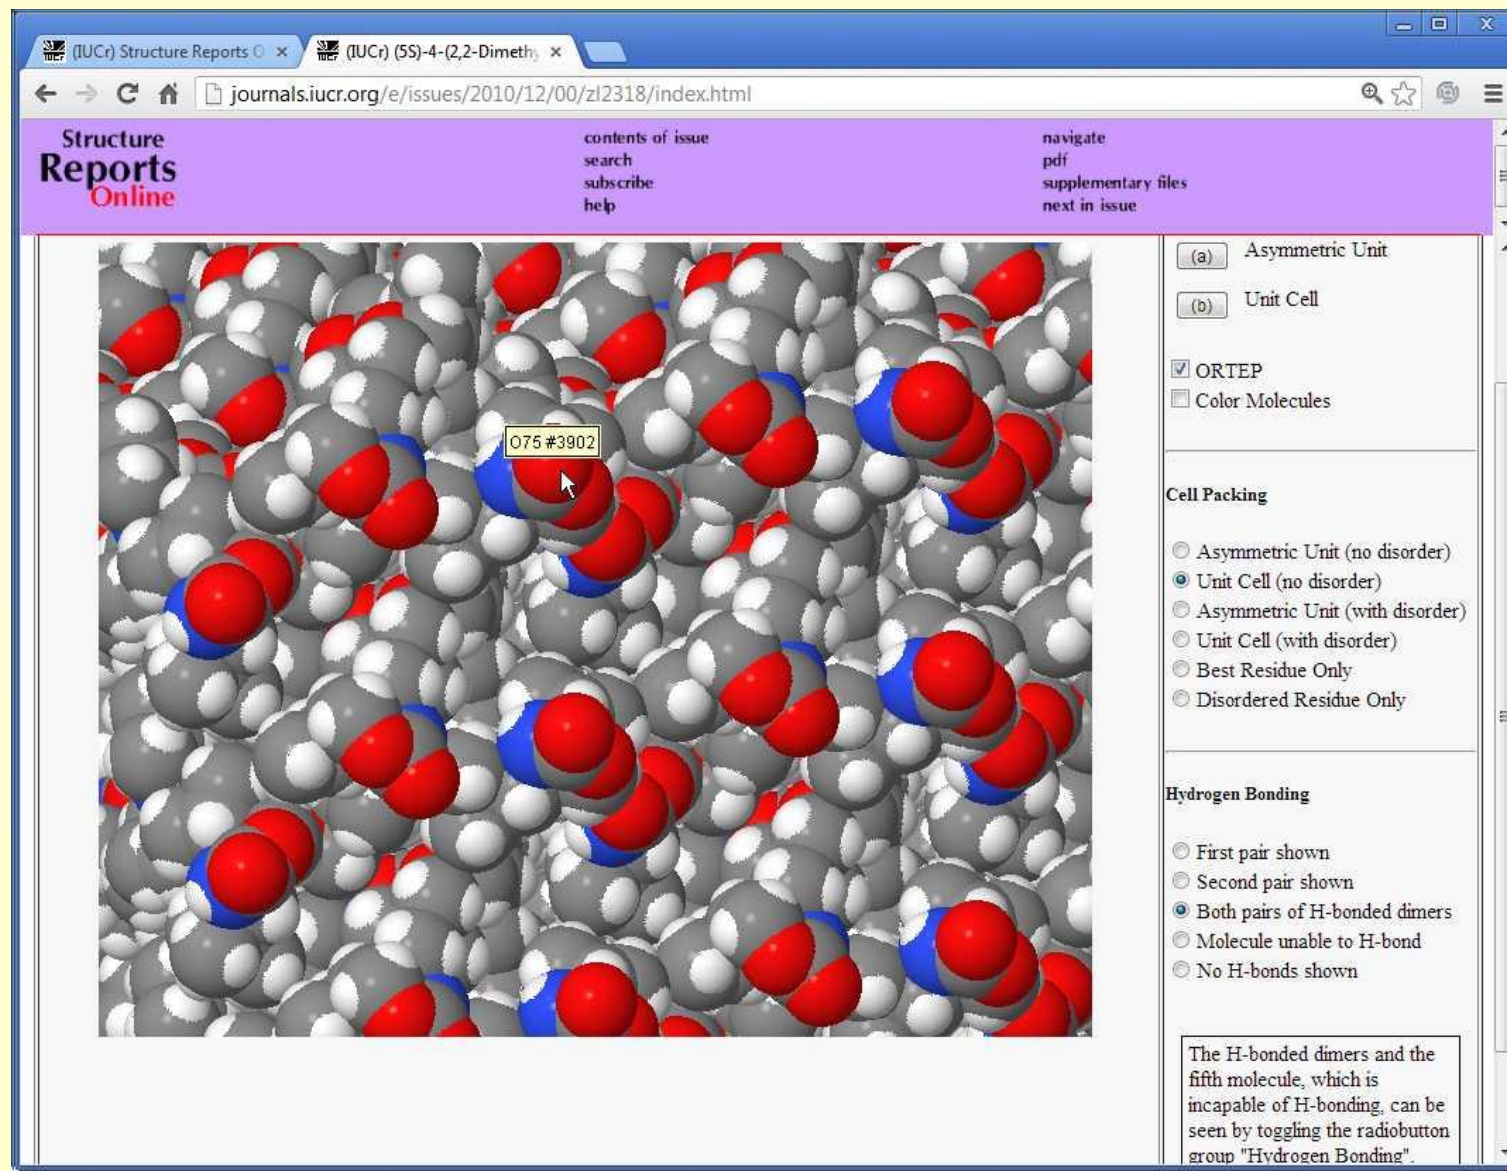 (IUCr) Structure Reports O
(IUCr) (5S)-4-(2,2-Dimethy
journals.iucr.org/e/issues/2010/12/00/zl2318/index.html
Structure
Reports
Online
contents of issue
search
subscribe
help
navigate
pdf
supplementary files
next in issue
O75 #3902
(a) Asymmetric Unit
(b) Unit Cell
ORTEP
Color Molecules
Cell Packing
Asymmetric Unit (no disorder)
Unit Cell (no disorder)
Asymmetric Unit (with disorder)
Unit Cell (with disorder)
Best Residue Only
Disordered Residue Only
Hydrogen Bonding
First pair shown
Second pair shown
Both pairs of H-bonded dimers
Molecule unable to H-bond
No H-bonds shown
The H-bonded dimers and the
fifth molecule, which is
incapable of H-bonding, can be
seen by toggling the radiobutton
group "Hydrogen Bonding".